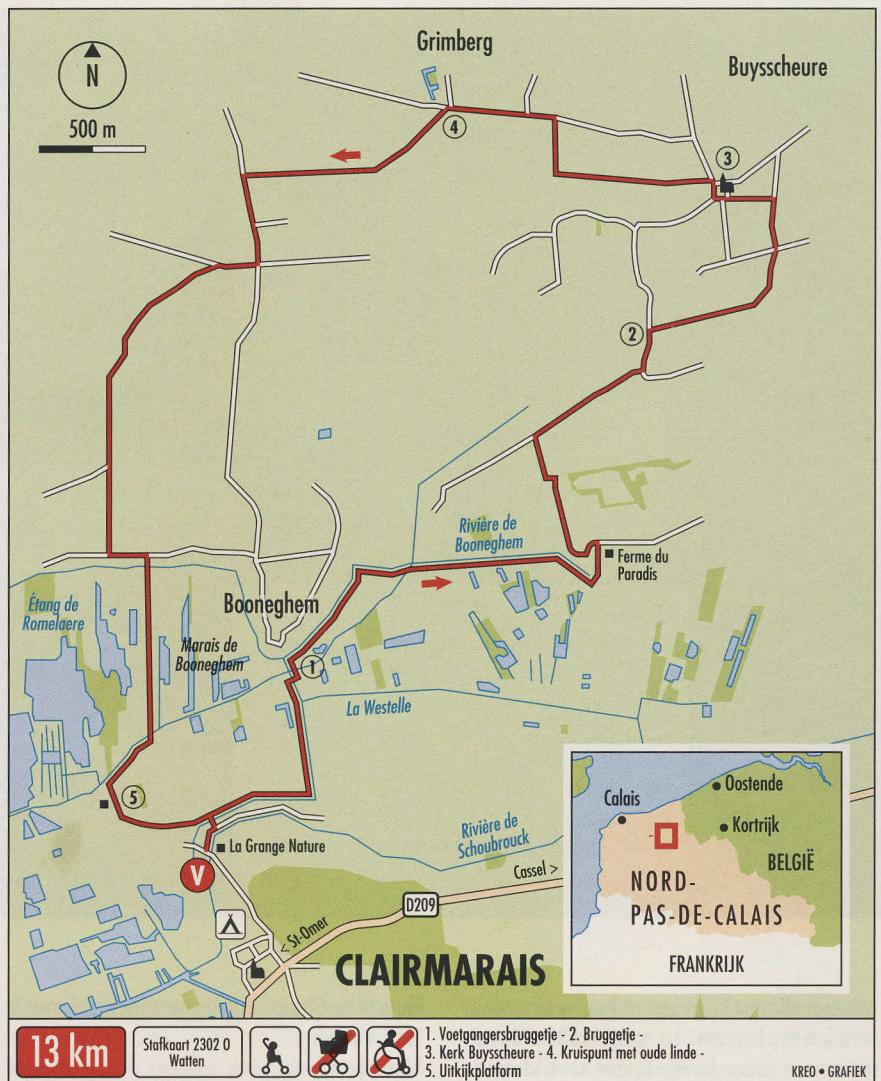 Grimberg
Buysscheure
N
500 m
4
3
2
Rivière de
Booneghem
Ferme du
Paradis
Étang de
Romelaere
Booneghem
Marais de
Booneghem
1
La Westelle
5
La Grange Nature
V
Rivière de
Schoubrouck
Cassel >
D209
< St-Omer
CLAIRMARAIS
Calais
Oostende
Kortrijk
BELGIË
NORD-
PAS-DE-CALAIS
FRANKRIJK
13 km
Stafkaart 2302 O
Watten
1. Voetgangersbruggetje - 2. Bruggetje -
3. Kerk Buysscheure - 4. Kruispunt met oude linde -
5. Uitkijkplatform
KREO • GRAFIEK